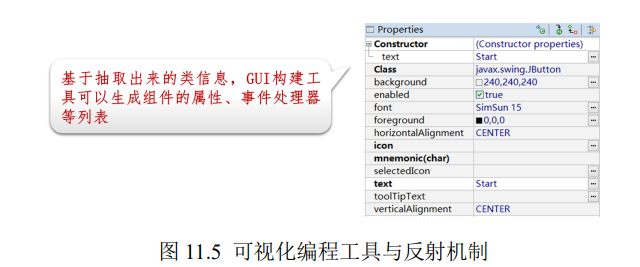 基于抽取出来的类信息，GUI构建工
具可以生成组件的属性、事件处理器
等列表
Properties
Constructor (Constructor properties)
text Start
Class javax.swing.JButton
background 240,240,240
enabled true
font SimSun 15
foreground 0,0,0
horizontalAlignment CENTER
icon
mnemonic(char)
selectedIcon
text Start
toolTipText
verticalAlignment CENTER
图 11.5 可视化编程工具与反射机制